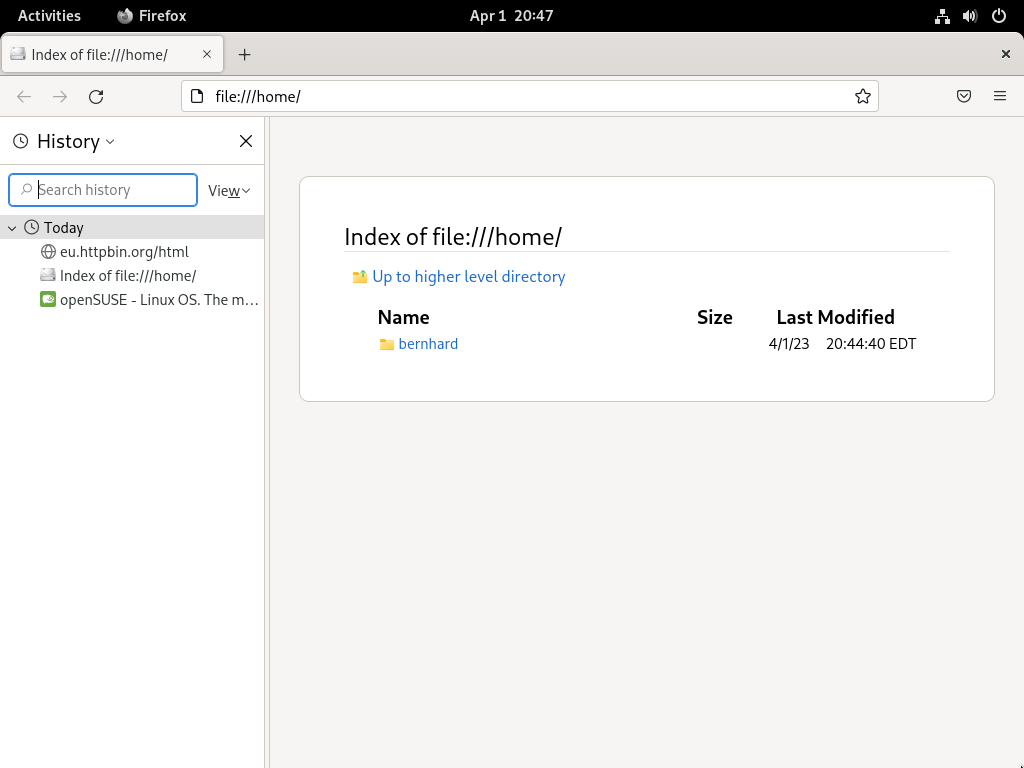 Activities Firefox Apr 1 20:47
Index of file:///home/
file:///home/
History
Search history View
Today
eu.httpbin.org/html
Index of file:///home/
openSUSE - Linux OS. The m…
Index of file:///home/
Up to higher level directory
Name Size Last Modified
bernhard 4/1/23 20:44:40 EDT